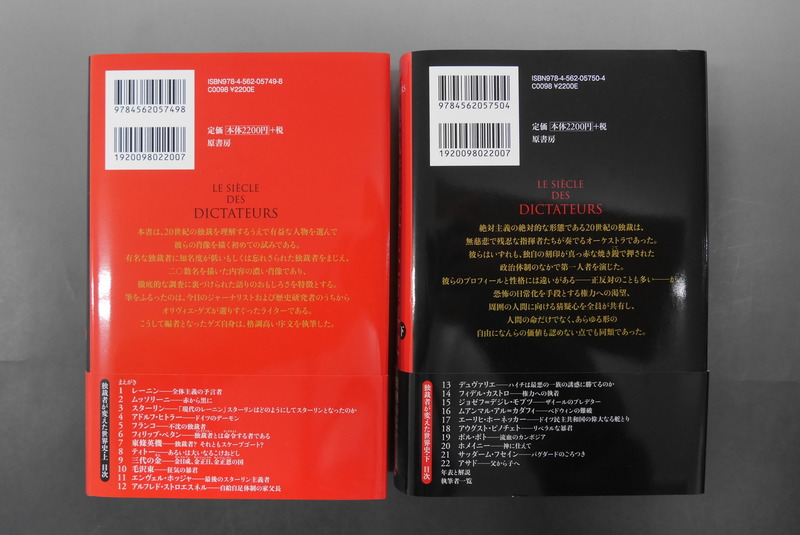 ISBN978-4-562-05749-8
C0098 ¥2200E
9784562057498
1920098022007
定価 本体2200円+税
原書房
LE SIÈCLE
DES
DICTATEURS
本書は、20世紀の独裁を理解するうえで有益な人物を選んで
彼らの肖像を描く初めての試みである。
有名な独裁者に知名度が低いもしくは忘れられた独裁者をまじえ、
二〇数名を描いた内容の濃い肖像であり、
徹底的な調査に裏づけられた語りのおもしろさを特徴とする。
筆をふるったのは、今日のジャーナリストおよび歴史研究者のうちから
オリヴィエ・ゲズが選りすぐったライターである。
こうして編者となったゲズ自身は、格調高い序文を執筆した。
独裁者が変えた世界史 上 目次
まえがき
1 レーニン――全体主義の予言者
2 ムッソリーニ――赤から黒に
3 スターリン――「現代のレーニン」スターリンはどのようにしてスターリンとなったのか
4 アドルフ・ヒトラー――ドイツのデーモン
5 フランコ――不沈の独裁者
6 フィリップ・ペタン――独裁者とは命令する者である
7 東條英機――独裁者？ それともスケープゴート？
8 ティトー――あるいは大いなるこけおどし
9 三代の金――金日成、金正日、金正恩の国
10 毛沢東――狂気の暴君
11 エンヴェル・ホッジャ――最後のスターリン主義者
12 アルフレド・ストロエスネル――自給自足体制の家父長
ISBN978-4-562-05750-4
C0098 ¥2200E
9784562057504
1920098022007
定価 本体2200円+税
原書房
LE SIÈCLE
DES
DICTATEURS
絶対主義の絶対的な形態である20世紀の独裁は、
無慈悲で残忍な指揮者たちが奏でるオーケストラであった。
彼らはいずれも、独自の刻印が真っ赤な焼き鏝で押された
政治体制のなかで第一人者を演じた。
彼らのプロフィールと性格には違いがある――正反対のことも多い――が、
恐怖の日常化を手段とする権力への渇望、
周囲の人間に向ける猜疑心を全員が共有し、
人間の命だけでなく、あらゆる形の
自由になんらの価値も認めない点でも同類であった。
下
独裁者が変えた世界史 下 目次
13 デュヴァリエ――ハイチは最悪の一族の誘惑に勝てるのか
14 フィデル・カストロ――権力への執着
15 ジョゼフ=デジレ・モブツ――ザイールのプレデター
16 ムアンマル・アル=カダフィ――ベドウィンの難破
17 エーリヒ・ホーネッカー――ドイツ民主共和国の偉大なる舵とり
18 アウグスト・ピノチェト――リベラルな暴君
19 ポル・ポト――流血のカンボジア
20 ホメイニー――神に仕えて
21 サッダーム・フセイン――バグダードのごろつき
22 アサド――父から子へ
年表と解説
執筆者一覧